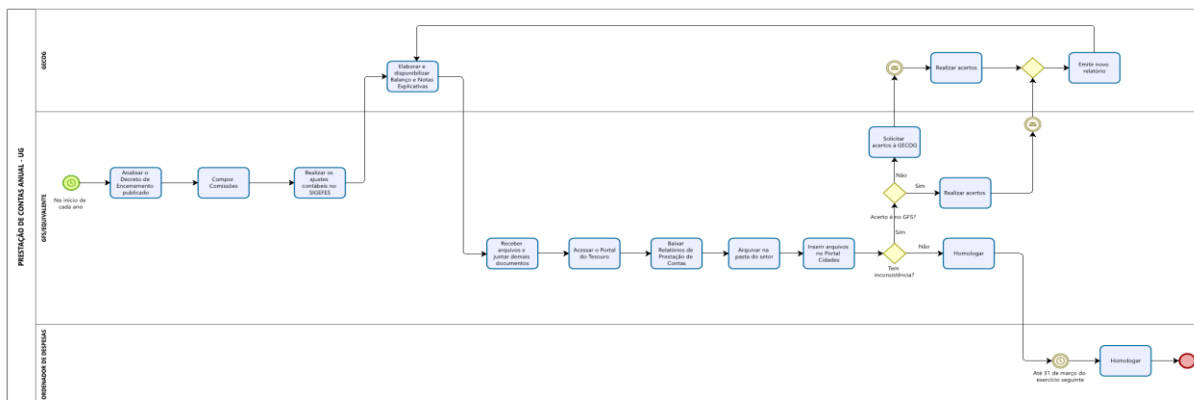 PRESTAÇÃO DE CONTAS ANUAL - UG
GECOG
Elaborar e
disponibilizar
Balanço e Notas
Explicativas
Realizar acertos
Emitir novo
relatório
GFS/EQUIVALENTE
No início de
cada ano
Analisar o
Decreto de
Encerramento
publicado
Compor
Comissões
Realizar os
ajustes
contábeis no
SIGEFES
Receber
arquivos e
juntar demais
documentos
Acessar o Portal
do Tesouro
Baixar
Relatórios de
Prestação de
Contas
Arquivar na
pasta do setor
Inserir arquivos
no Portal
Cidades
Tem
inconsistência?
Sim
Não
Acerto é no GFS?
Não
Sim
Solicitar
acertos à GECOG
Realizar acertos
Homologar
ORDENADOR DE DESPESAS
Até 31 de março do
exercício seguinte
Homologar